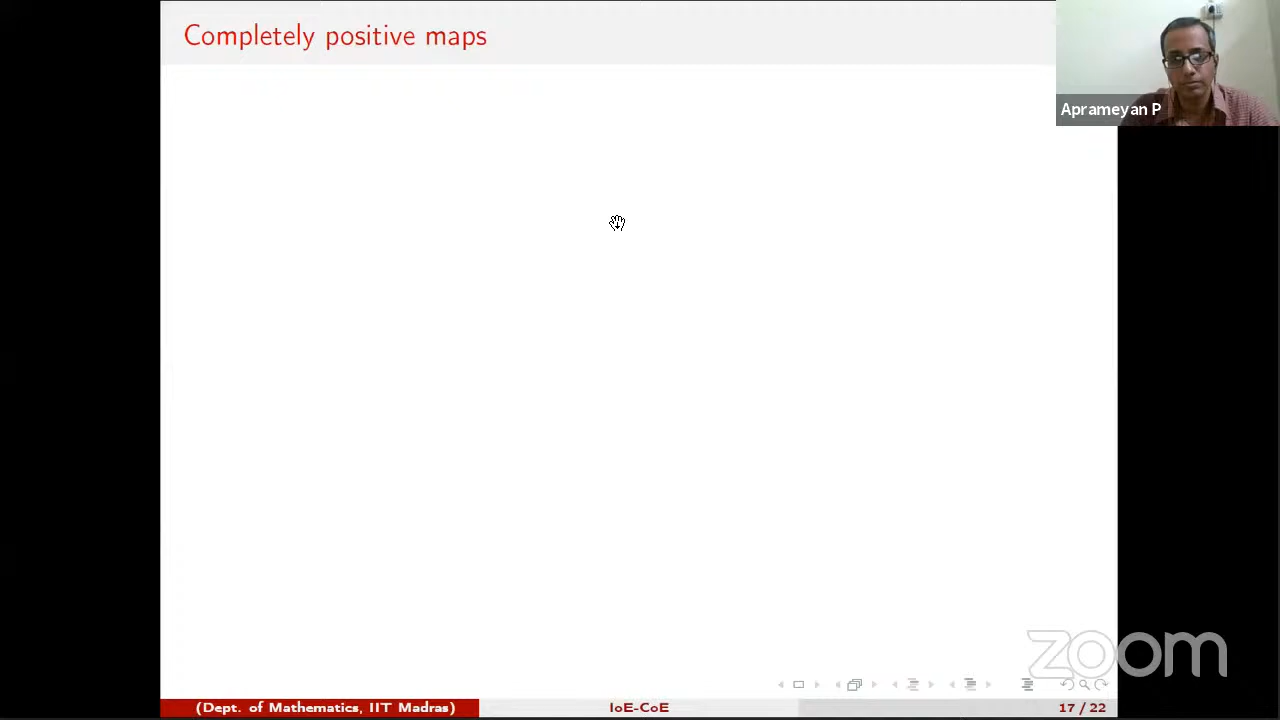 Completely positive maps
Aprameyan P
zoom
(Dept. of Mathematics, IIT Madras)
IoE-CoE
17 / 22